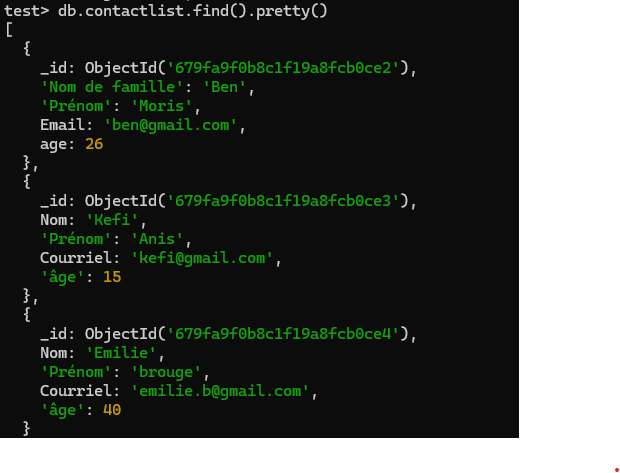 test> db.contactlist.find().pretty()
[
  {
    _id: ObjectId('679fa9f0b8c1f19a8fcb0ce2'),
    'Nom de famille': 'Ben',
    'Prénom': 'Moris',
    Email: 'ben@gmail.com',
    age: 26
  },
  {
    _id: ObjectId('679fa9f0b8c1f19a8fcb0ce3'),
    Nom: 'Kefi',
    'Prénom': 'Anis',
    Courriel: 'kefi@gmail.com',
    'âge': 15
  },
  {
    _id: ObjectId('679fa9f0b8c1f19a8fcb0ce4'),
    Nom: 'Emilie',
    'Prénom': 'brouge',
    Courriel: 'emilie.b@gmail.com',
    'âge': 40
  }